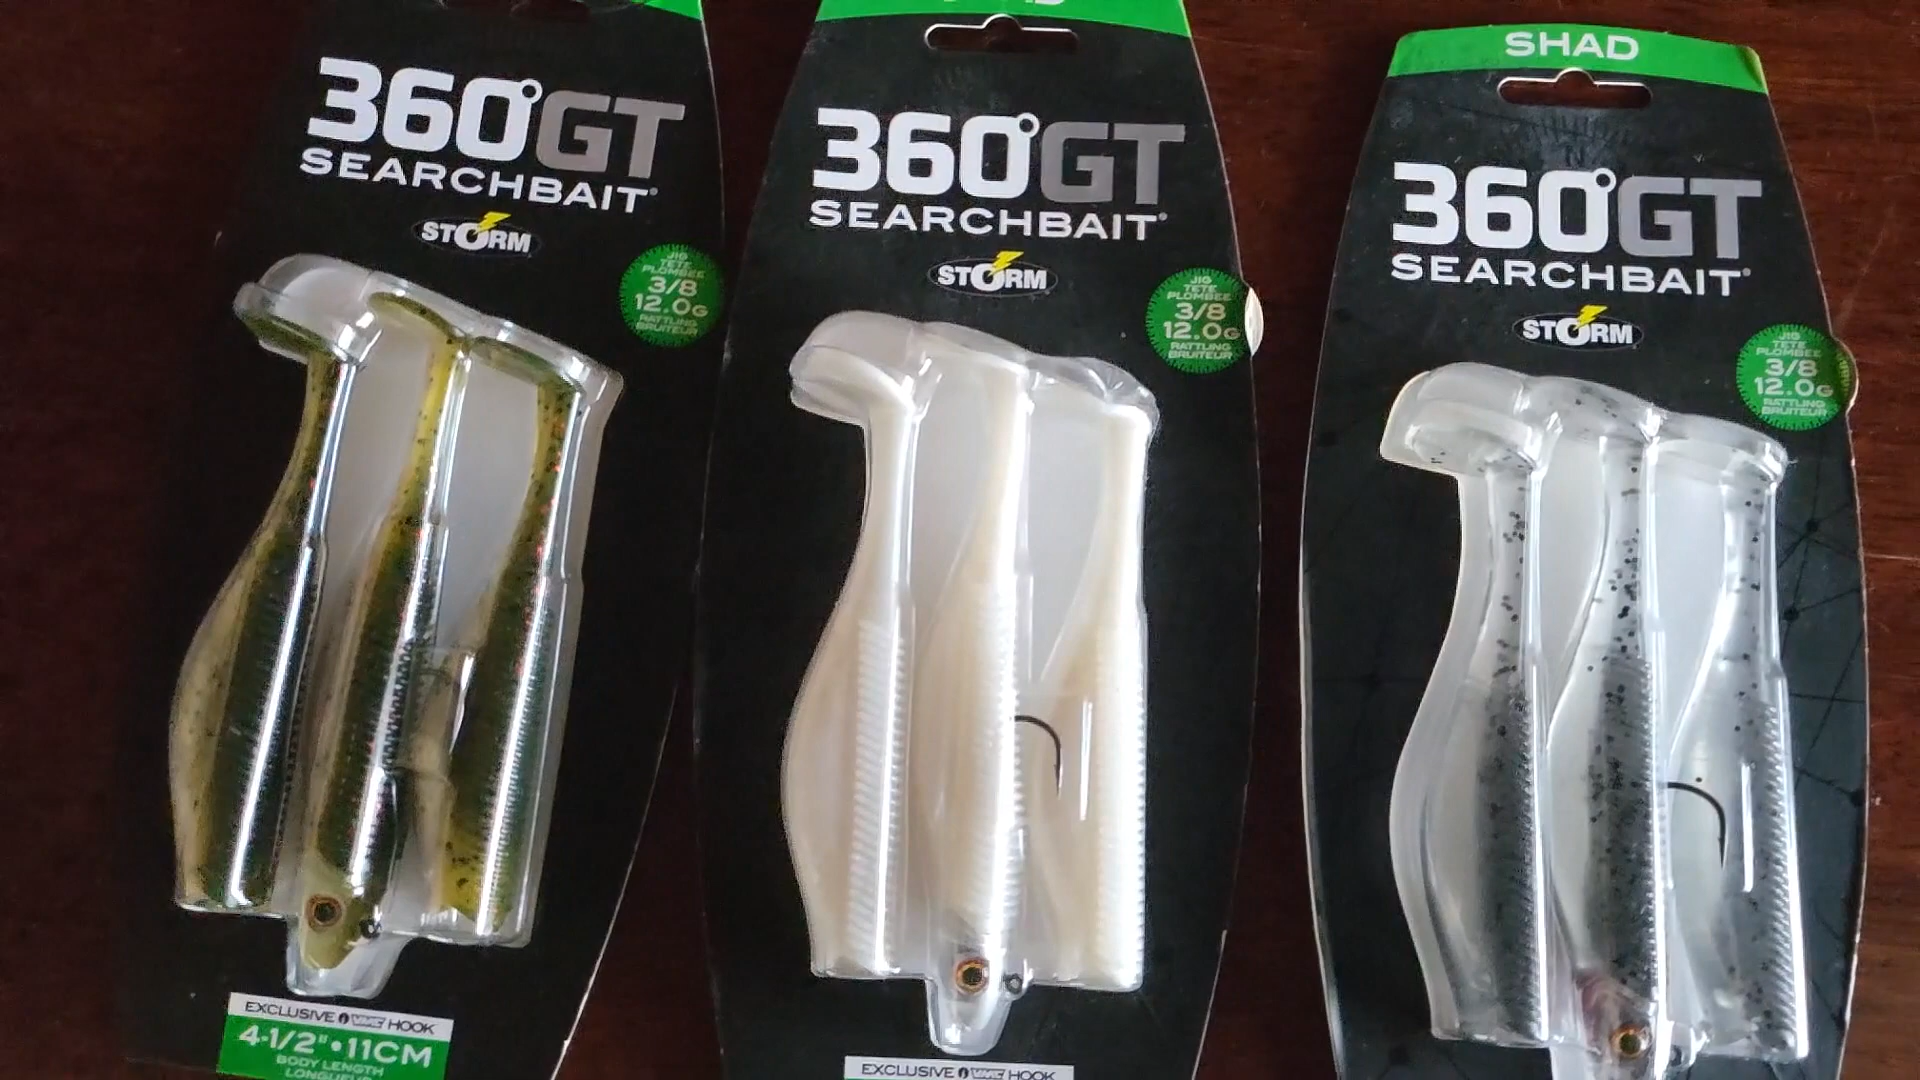 360°GT
SEARCHBAIT®
STORM
JIG
TETE
PLOMBEE
3/8
12.0G
RATTLING
BRUITEUR
EXCLUSIVE VMC HOOK
4-1/2" • 11CM
BODY LENGTH
360°GT
SEARCHBAIT®
STORM
JIG
TETE
PLOMBEE
3/8
12.0G
RATTLING
BRUITEUR
EXCLUSIVE VMC HOOK
SHAD
360°GT
SEARCHBAIT®
STORM
JIG
TETE
PLOMBEE
3/8
12.0G
RATTLING
BRUITEUR